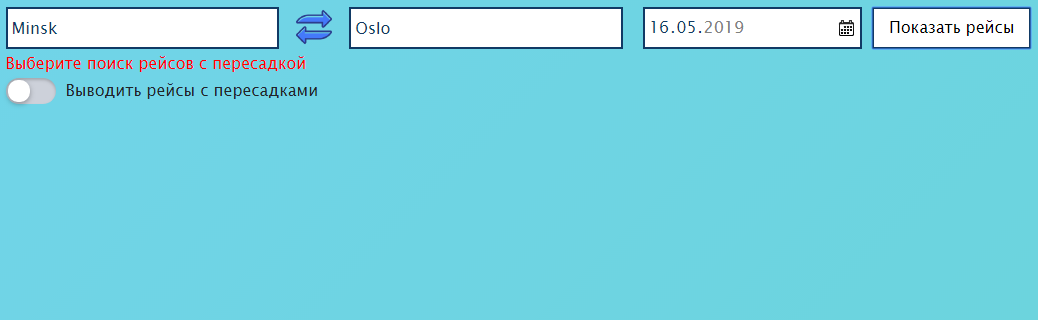 Minsk Oslo 16.05.2019 Показать рейсы
Выберите поиск рейсов с пересадкой
Выводить рейсы с пересадками